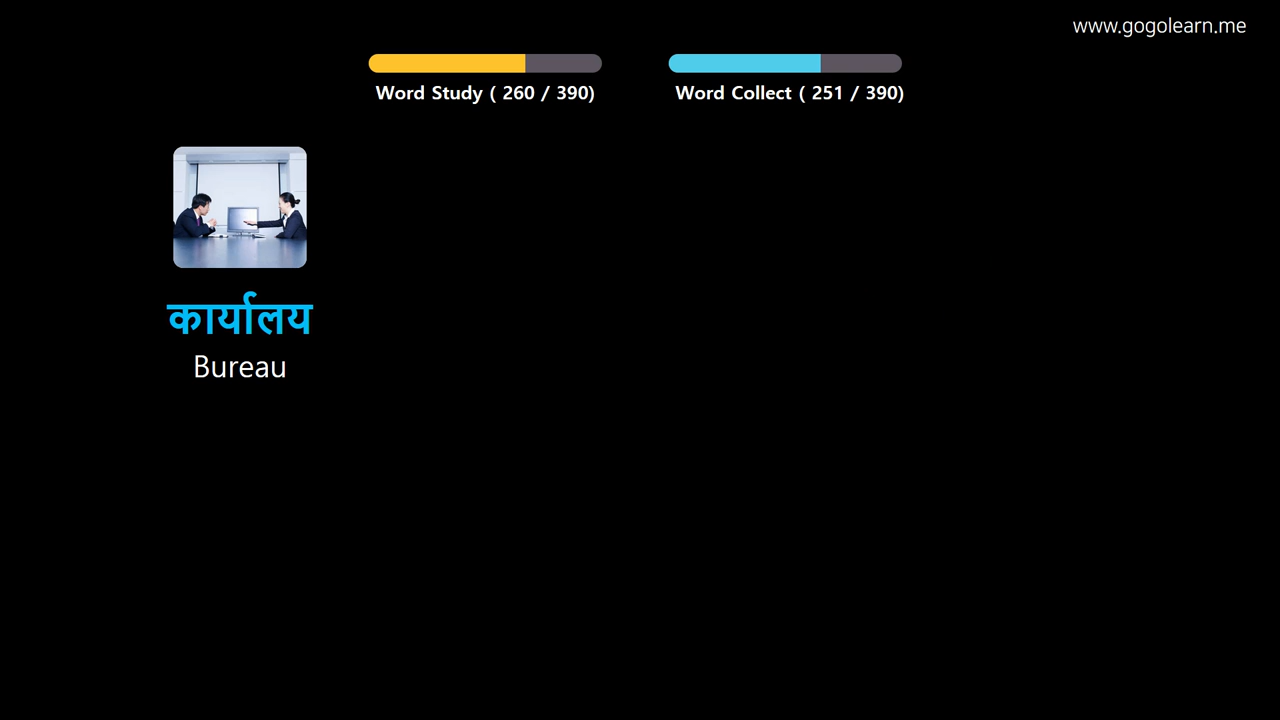 www.gogolearn.me
Word Study ( 260 / 390)
Word Collect ( 251 / 390)
कार्यालय
Bureau